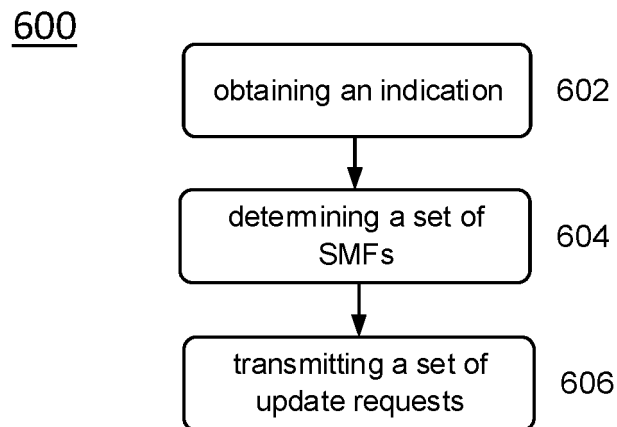 600
obtaining an indication
602
determining a set of
SMFs
604
transmitting a set of
update requests
606